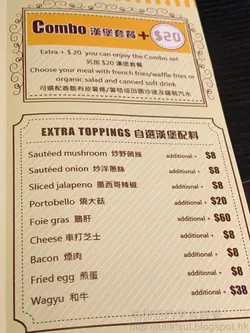 Combo 漢堡套餐 + $20
Extra + $20 you can enjoy the Combo set
另加 $20 漢堡套餐
Choose your meal with french fries/waffle fries or
organic salad and canned soft drink
EXTRA TOPPINGS 自選漢堡配料
Sautéed mushroom 炒野菌絲 additional + $8
Sautéed onion 炒洋蔥絲 additional + $8
Sliced jalapeno 墨西哥辣椒 additional + $8
Portobello 燒大菇 additional + $20
Foie gras 鵝肝 additional + $60
Cheese 車打芝士 additional + $8
Bacon 煙肉 additional + $8
Fried egg 煎蛋 additional + $8
Wagyu 和牛 additional + $38